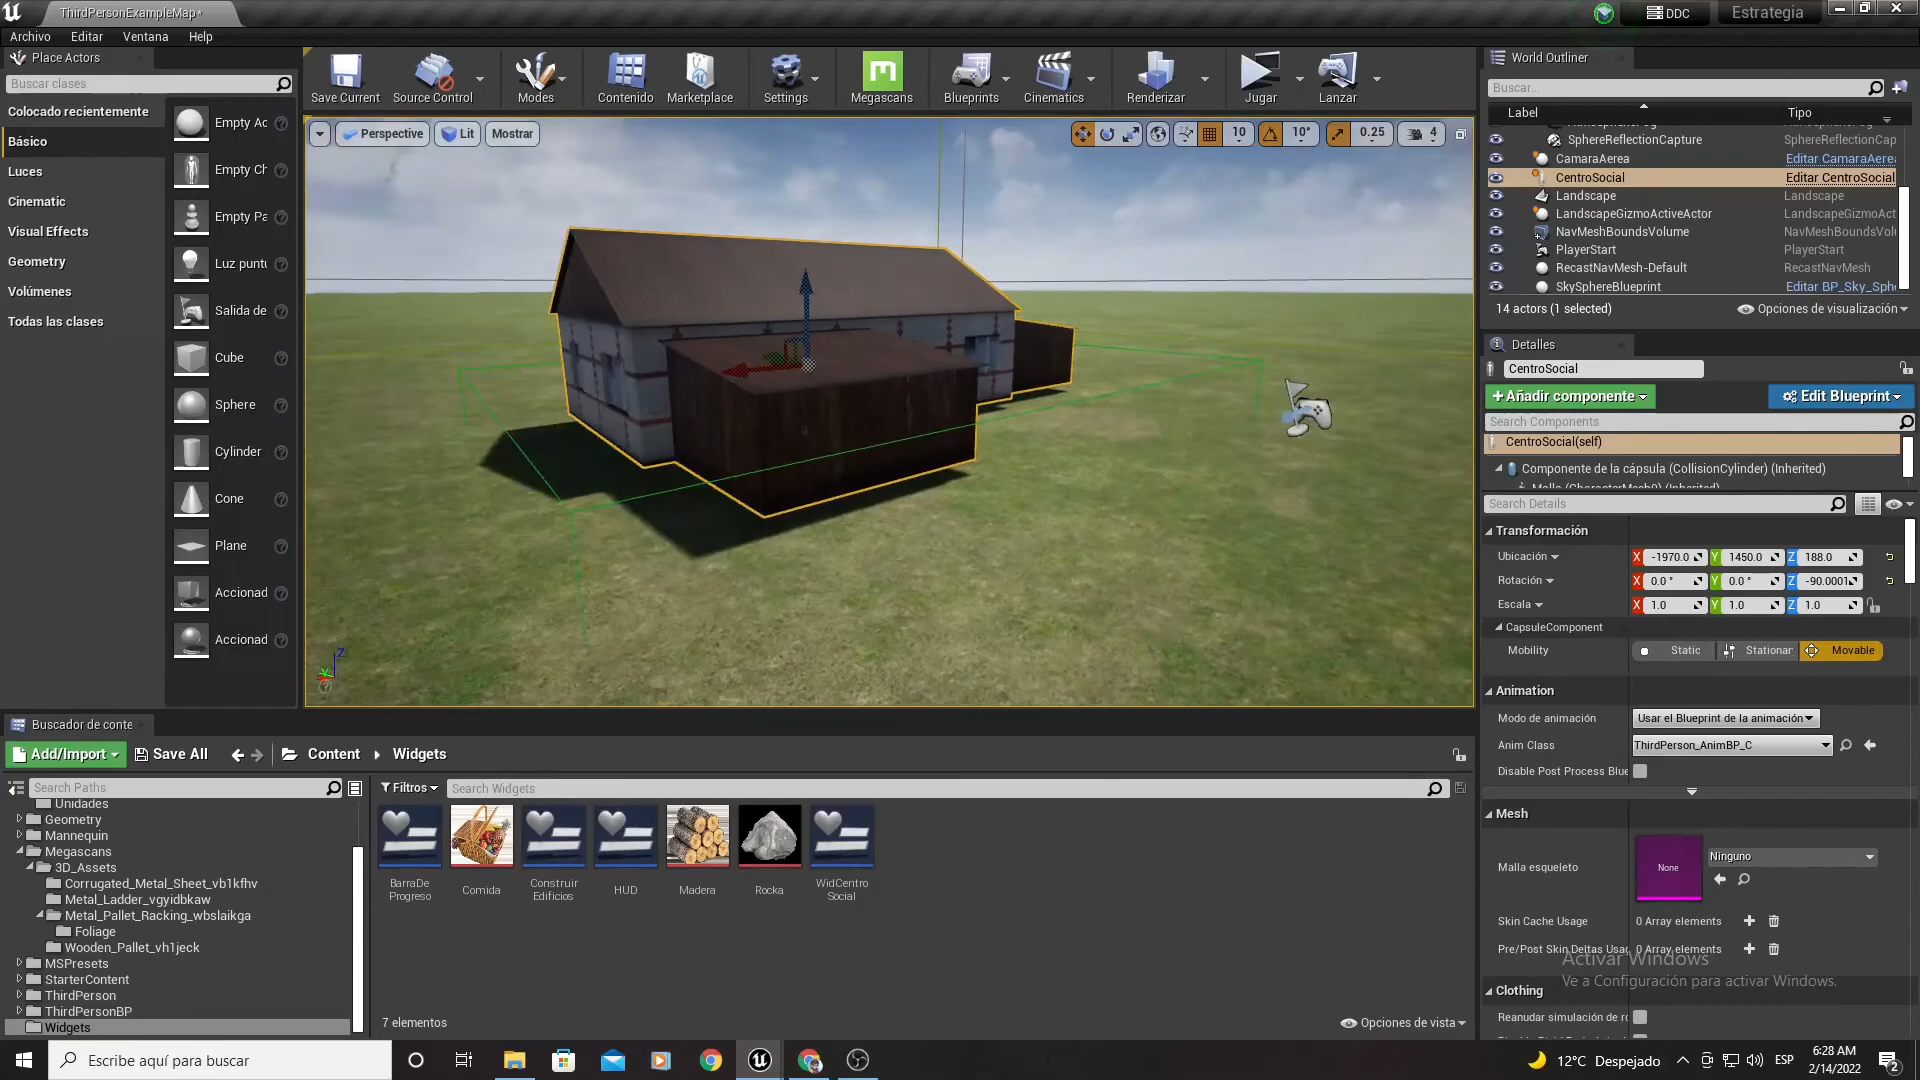 ThirdPersonExampleMap*
DDC
Estrategia
Archivo
Editar
Ventana
Help
Place Actors
Buscar clases
Colocado recientemente
Básico
Luces
Cinematic
Visual Effects
Geometry
Volúmenes
Todas las clases
Empty Ac
Empty Ch
Empty Pa
Luz puntu
Salida de
Cube
Sphere
Cylinder
Cone
Plane
Accionad
Accionad
Save Current
Source Control
Modes
Contenido
Marketplace
Settings
Megascans
Blueprints
Cinematics
Renderizar
Jugar
Lanzar
Perspective
Lit
Mostrar
10
10°
0.25
4
World Outliner
Buscar...
Label
Tipo
SphereReflectionCapture
SphereReflectionCap
CamaraAerea
Editar CamaraAerea
CentroSocial
Editar CentroSocial
Landscape
Landscape
LandscapeGizmoActiveActor
LandscapeGizmoAct
NavMeshBoundsVolume
NavMeshBoundsVolu
PlayerStart
PlayerStart
RecastNavMesh-Default
RecastNavMesh
SkySphereBlueprint
Editar BP_Sky_Sphe
14 actors (1 selected)
Opciones de visualización
Detalles
CentroSocial
+Añadir componente
Edit Blueprint
Search Components
CentroSocial(self)
Componente de la cápsula (CollisionCylinder) (Inherited)
Malla (CharacterMesh0) (Inherited)
Search Details
Transformación
Ubicación
X -1970.0
Y 1450.0
Z 188.0
Rotación
X 0.0 °
Y 0.0 °
Z -90.0001
Escala
X 1.0
Y 1.0
Z 1.0
CapsuleComponent
Mobility
Static
Stationar
Movable
Animation
Modo de animación
Usar el Blueprint de la animación
Anim Class
ThirdPerson_AnimBP_C
Disable Post Process Blue
Mesh
Malla esqueleto
None
Ninguno
Skin Cache Usage
0 Array elements
Pre/Post Skin Deltas Usag
0 Array elements
Clothing
Reanudar simulación de ro
Activar Windows
Ve a Configuración para activar Windows.
Buscador de conte
Add/Import
Save All
Content
Widgets
Search Paths
Unidades
Geometry
Mannequin
Megascans
3D_Assets
Corrugated_Metal_Sheet_vb1kfhv
Metal_Ladder_vgyidbkaw
Metal_Pallet_Racking_wbslaikga
Foliage
Wooden_Pallet_vh1jeck
MSPresets
StarterContent
ThirdPerson
ThirdPersonBP
Widgets
Filtros
Search Widgets
BarraDe
Progreso
Comida
Construir
Edificios
HUD
Madera
Rocka
WidCentro
Social
7 elementos
Opciones de vista
Escribe aquí para buscar
12°C
Despejado
ESP
6:28 AM
2/14/2022
2
Z